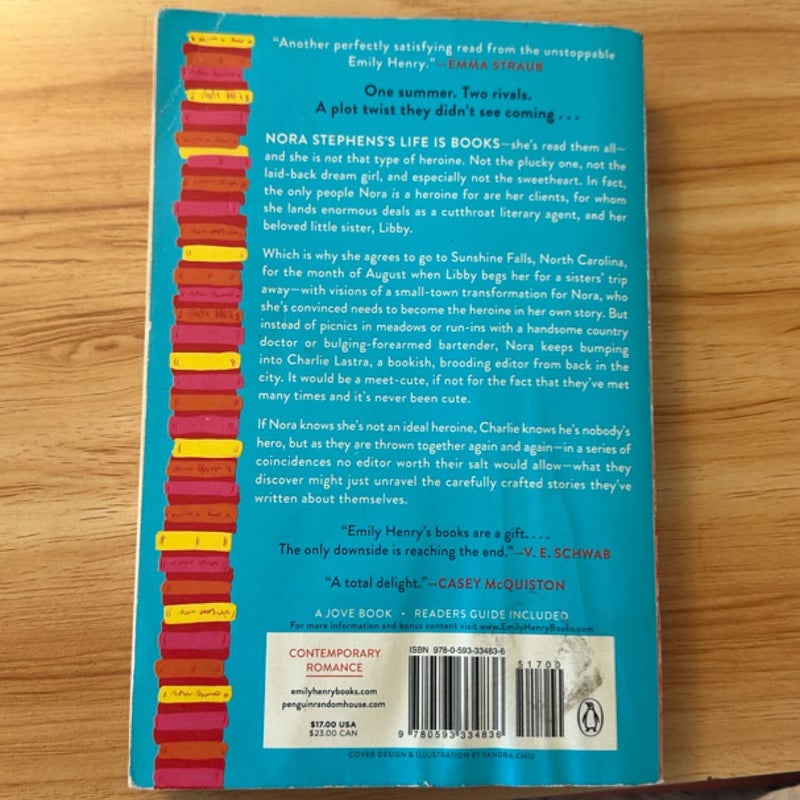 "Another perfectly satisfying read from the unstoppable
Emily Henry."—EMMA STRAUB
One summer. Two rivals.
A plot twist they didn't see coming . . .
NORA STEPHENS'S LIFE IS BOOKS—she's read them all—
and she is not that type of heroine. Not the plucky one, not the
laid-back dream girl, and especially not the sweetheart. In fact,
the only people Nora is a heroine for are her clients, for whom
she lands enormous deals as a cutthroat literary agent, and her
beloved little sister, Libby.
Which is why she agrees to go to Sunshine Falls, North Carolina,
for the month of August when Libby begs her for a sisters' trip
away—with visions of a small-town transformation for Nora, who
she's convinced needs to become the heroine in her own story. But
instead of picnics in meadows or run-ins with a handsome country
doctor or bulging-forearmed bartender, Nora keeps bumping
into Charlie Lastra, a bookish, brooding editor from back in the
city. It would be a meet-cute, if not for the fact that they've met
many times and it's never been cute.
If Nora knows she's not an ideal heroine, Charlie knows he's nobody's
hero, but as they are thrown together again and again—in a series of
coincidences no editor worth their salt would allow—what they
discover might just unravel the carefully crafted stories they've
written about themselves.
"Emily Henry's books are a gift. . . .
The only downside is reaching the end."—V. E. SCHWAB
"A total delight."—CASEY McQUISTON
A JOVE BOOK • READERS GUIDE INCLUDED
For more information and bonus content visit www.EmilyHenryBooks.com
CONTEMPORARY
ROMANCE
emilyhenrybooks.com
penguinrandomhouse.com
$17.00 USA
$23.00 CAN
ISBN 978-0-593-33483-6
51700
9 780593 334836
COVER DESIGN & ILLUSTRATION BY SANDRA CHIU